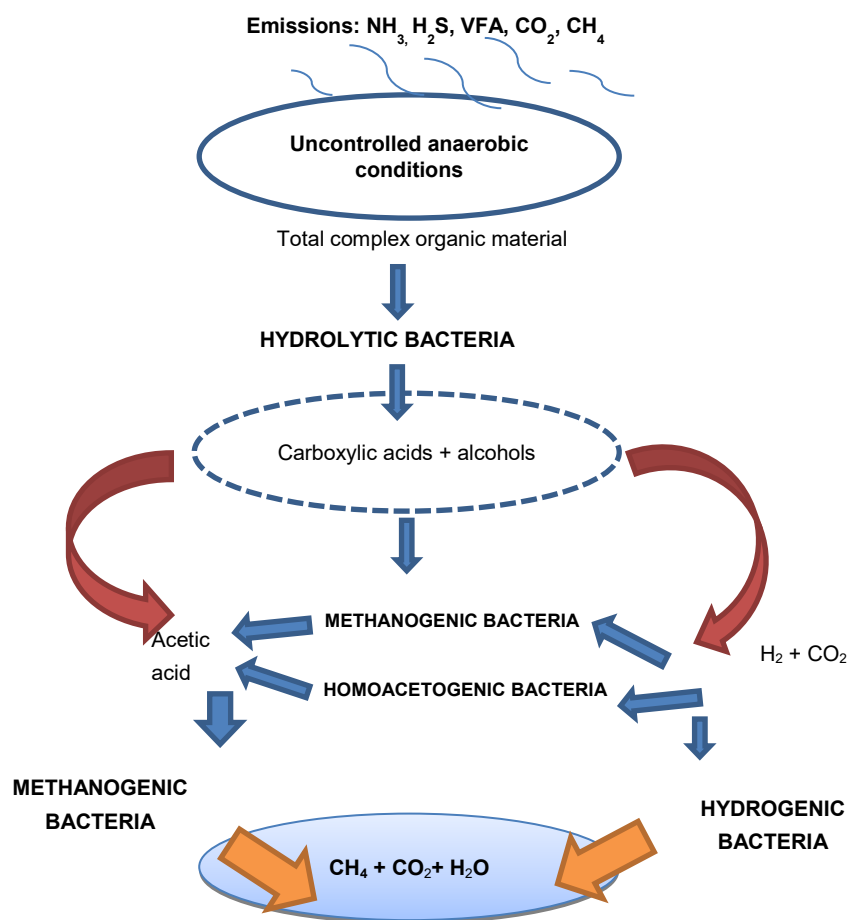 Emissions: NH3, H2S, VFA, CO2, CH4
Uncontrolled anaerobic
conditions
Total complex organic material
HYDROLYTIC BACTERIA
Carboxylic acids + alcohols
METHANOGENIC BACTERIA
Acetic
acid
H2 + CO2
HOMOACETOGENIC BACTERIA
METHANOGENIC
BACTERIA
HYDROGENIC
BACTERIA
CH4 + CO2+ H2O